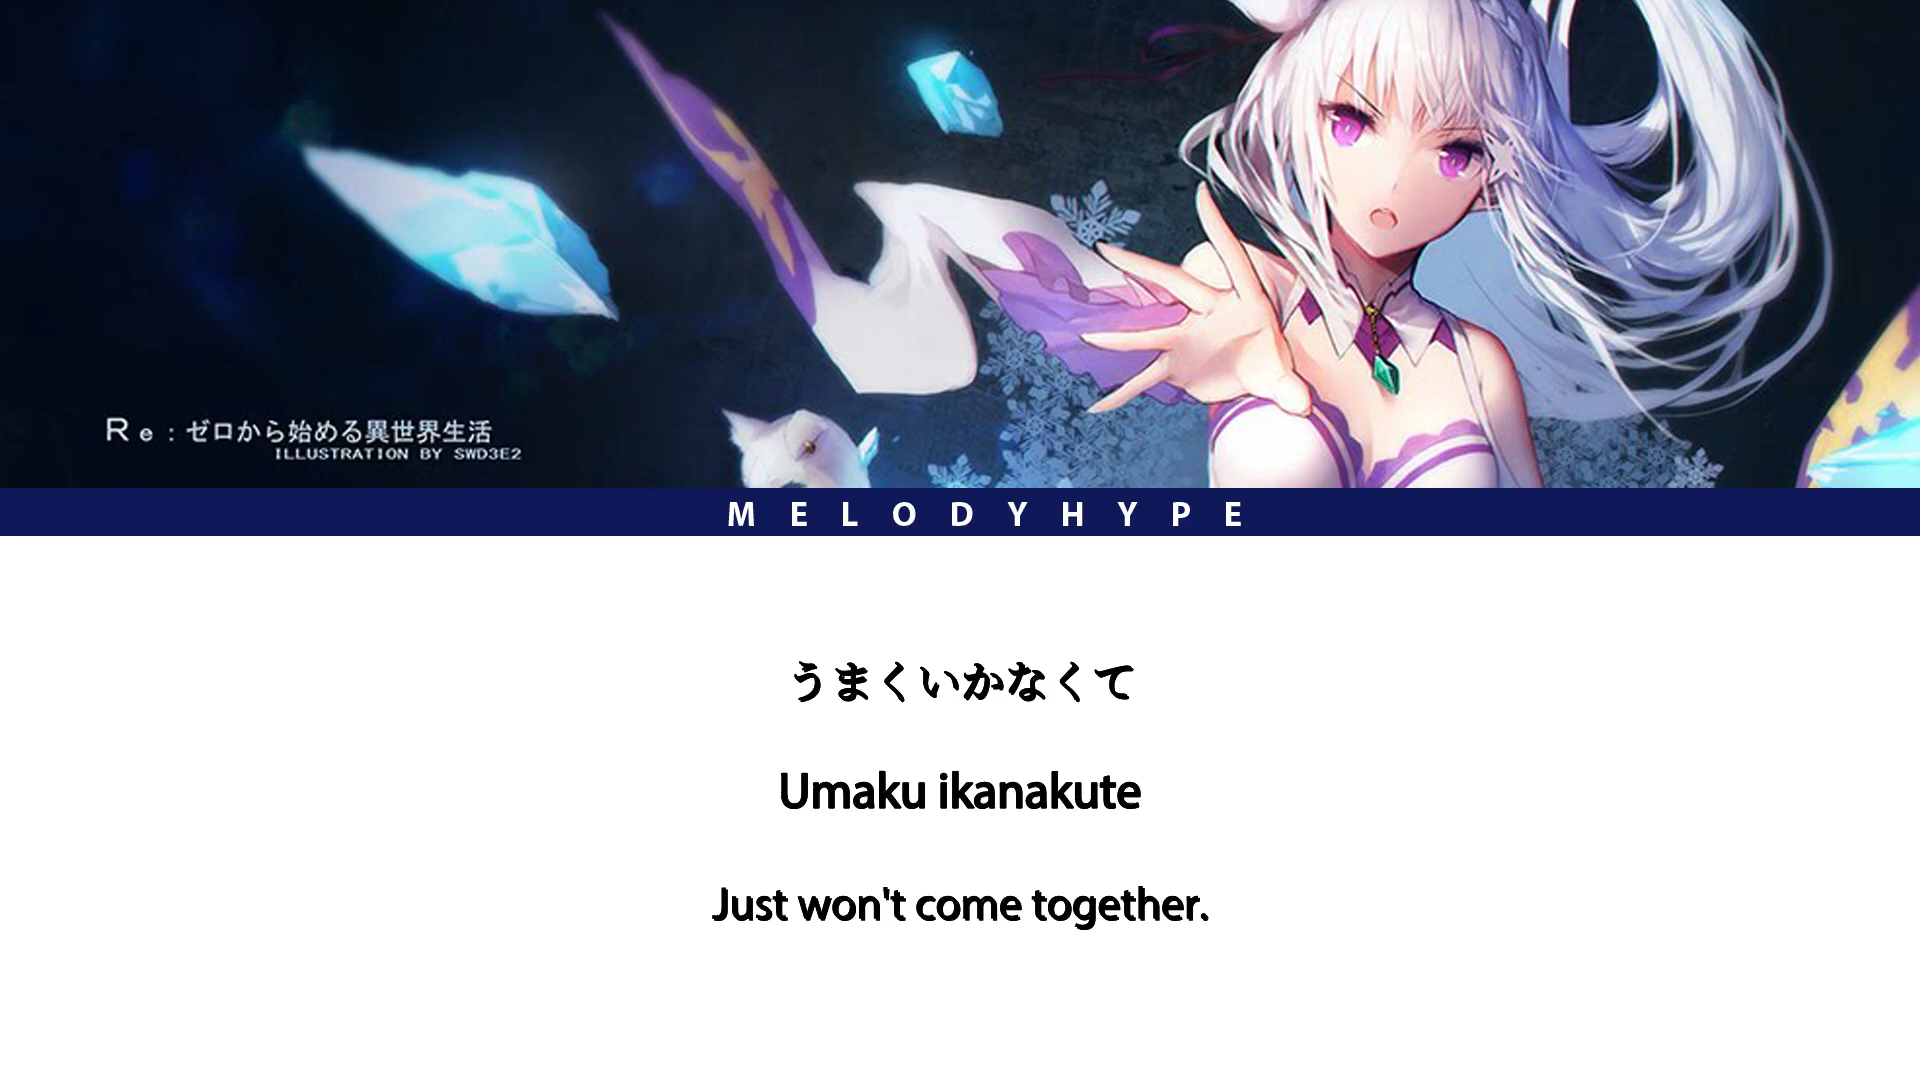 Re:ゼロから始める異世界生活
ILLUSTRATION BY SWD3E2
MELODYHYPE
うまくいかなくて
Umaku ikanakute
Just won't come together.